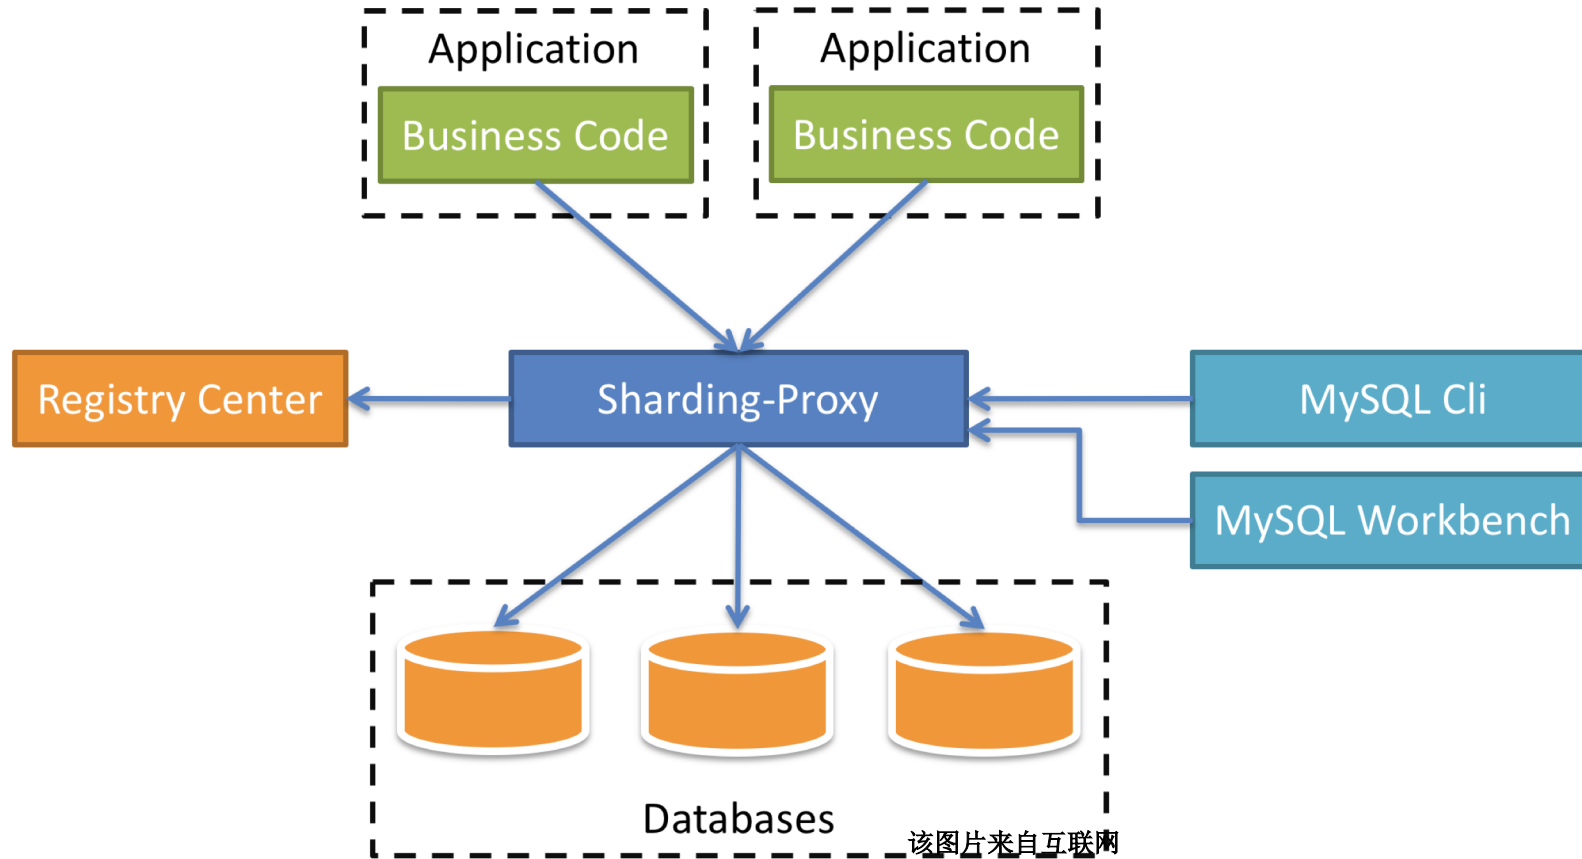 Application
Application
Business Code
Business Code
Registry Center
Sharding-Proxy
MySQL Cli
MySQL Workbench
Databases
该图片来自互联网